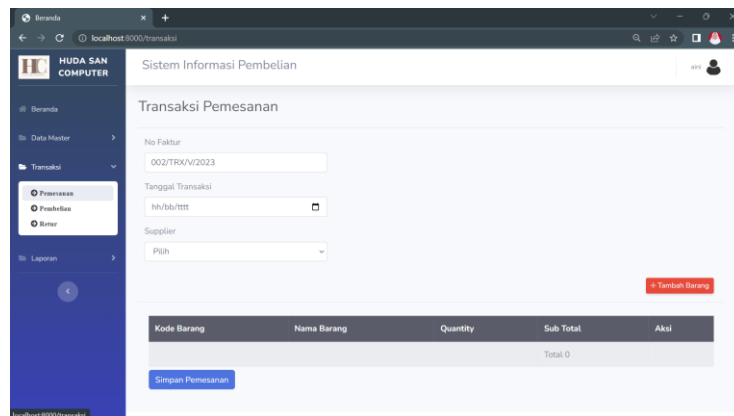 Beranda
localhost:8000/transaksi
HC
HUDA SAN
COMPUTER
Sistem Informasi Pembelian
aini
Beranda
Data Master
Transaksi
Pemesanan
Pembelian
Retur
Laporan
Transaksi Pemesanan
No Faktur
002/TRX/V/2023
Tanggal Transaksi
hh/bb/tttt
Supplier
Pilih
+ Tambah Barang
Kode Barang Nama Barang Quantity Sub Total Aksi
Total 0
Simpan Pemesanan
localhost:8000/transaksi